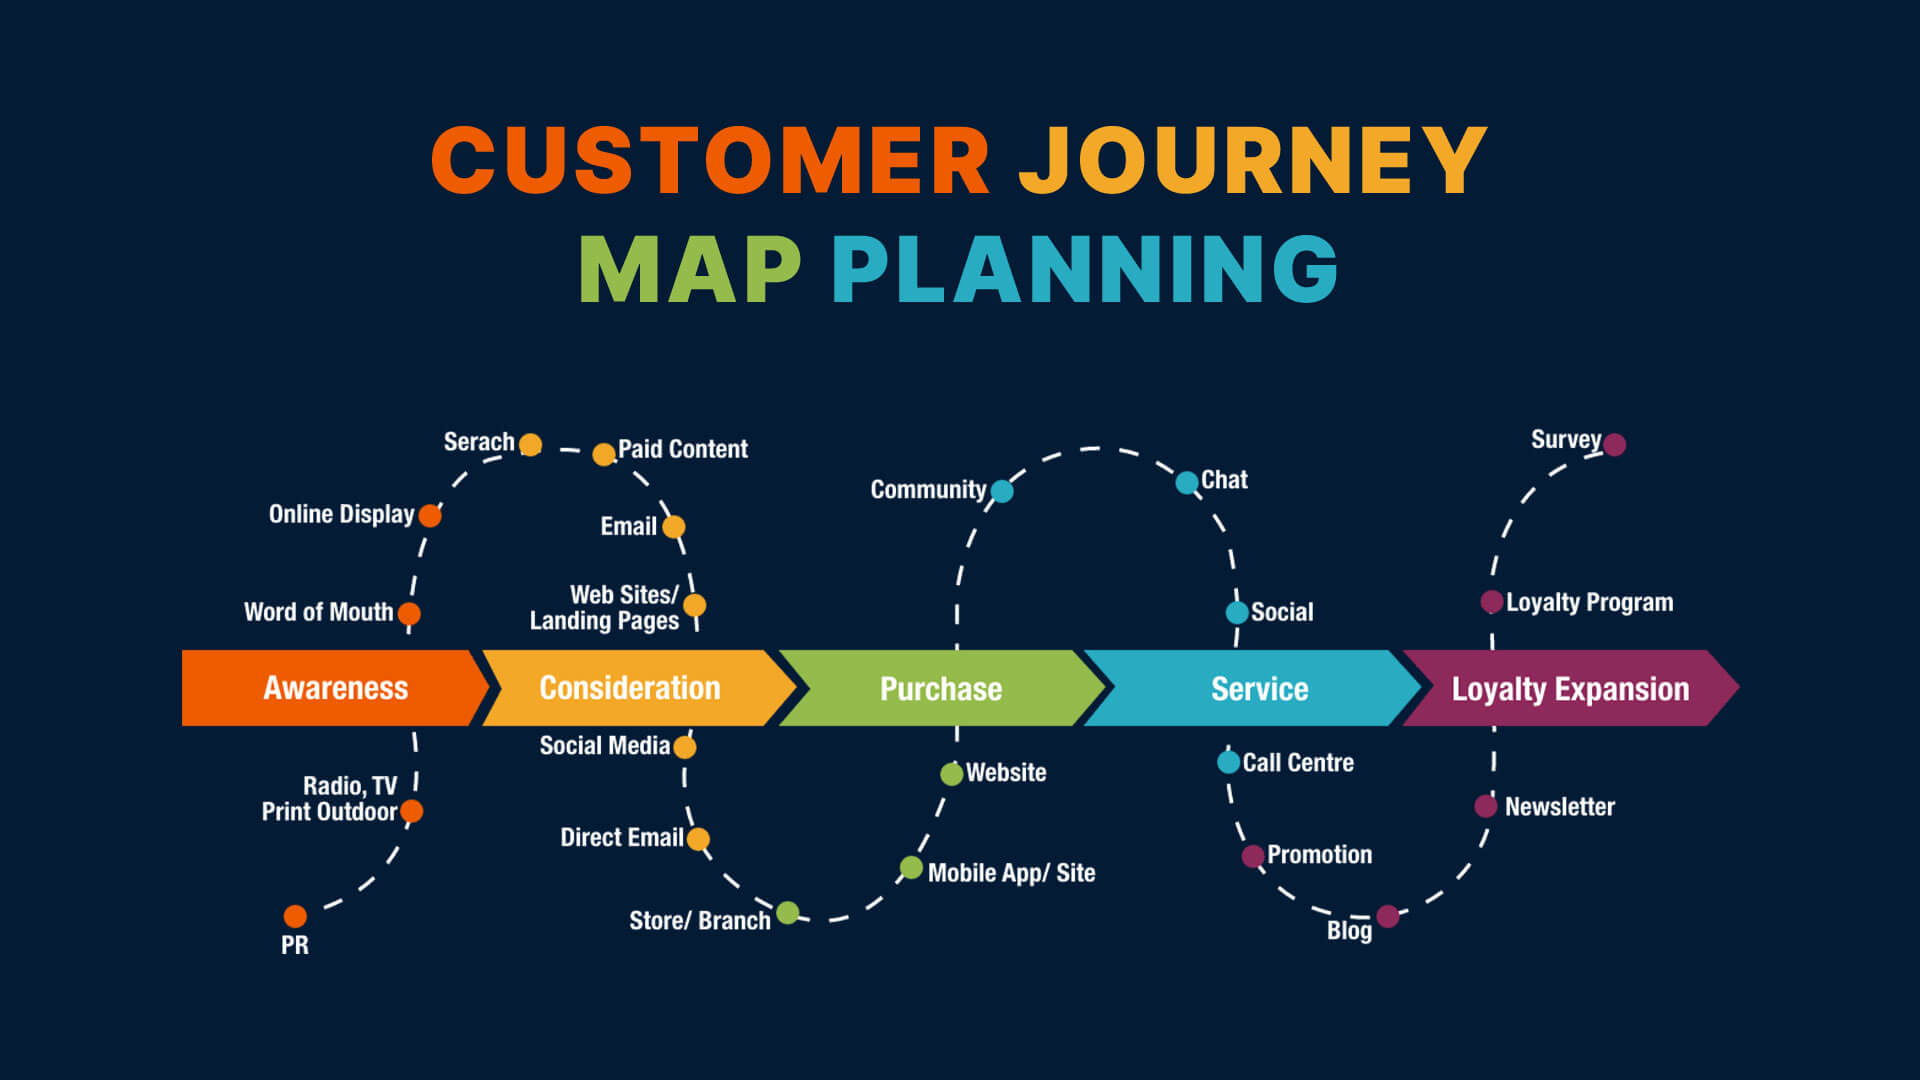 CUSTOMER JOURNEY
MAP PLANNING
Serach
Paid Content
Online Display
Email
Word of Mouth
Web Sites/
Landing Pages
Community
Chat
Social
Survey
Loyalty Program
Awareness
Consideration
Purchase
Service
Loyalty Expansion
Radio, TV
Print Outdoor
PR
Social Media
Direct Email
Store/ Branch
Website
Mobile App/ Site
Call Centre
Promotion
Blog
Newsletter